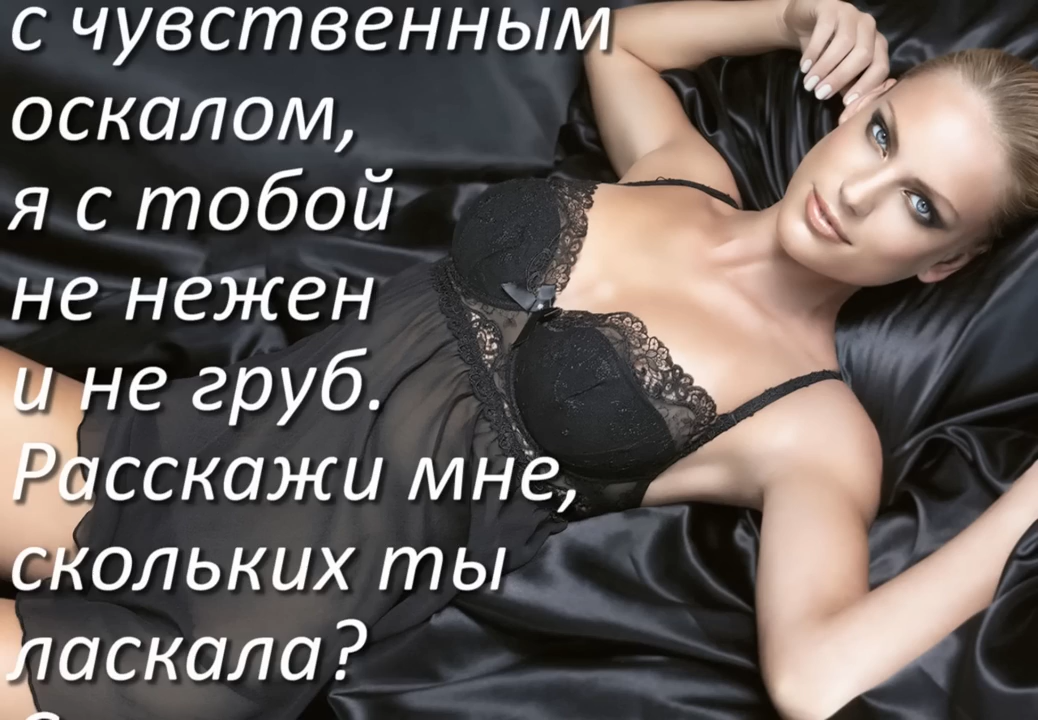 с чувственным
оскалом,
я с тобой
не нежен
и не груб.
Расскажи мне,
скольких ты
ласкала?